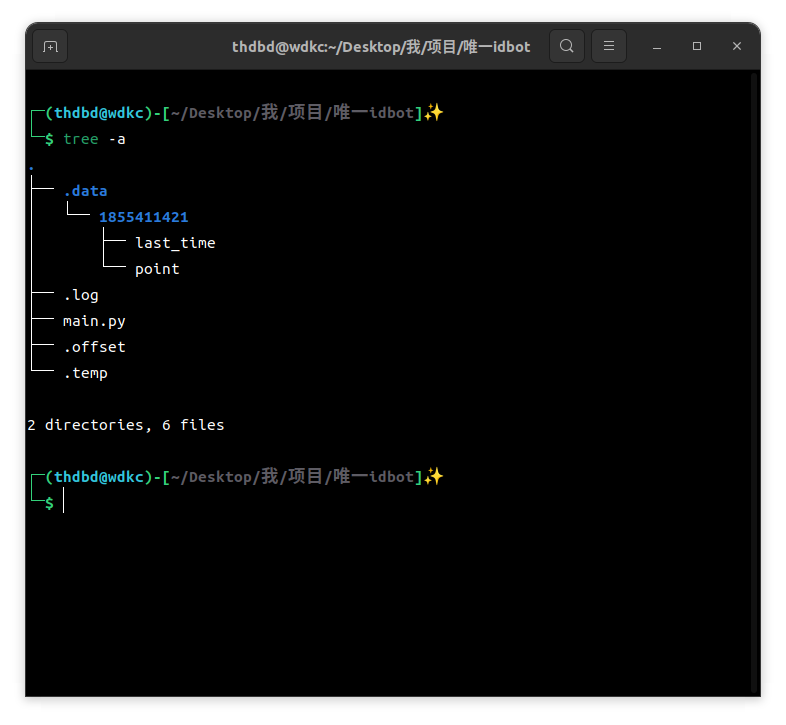 thdbd@wdkc:~/Desktop/我/项目/唯一idbot
┌─(thdbd@wdkc)-[~/Desktop/我/项目/唯一idbot]✨
└─$ tree -a
.
├── .data
│   └── 1855411421
│       ├── last_time
│       └── point
├── .log
├── main.py
├── .offset
└── .temp
2 directories, 6 files
┌─(thdbd@wdkc)-[~/Desktop/我/项目/唯一idbot]✨
└─$